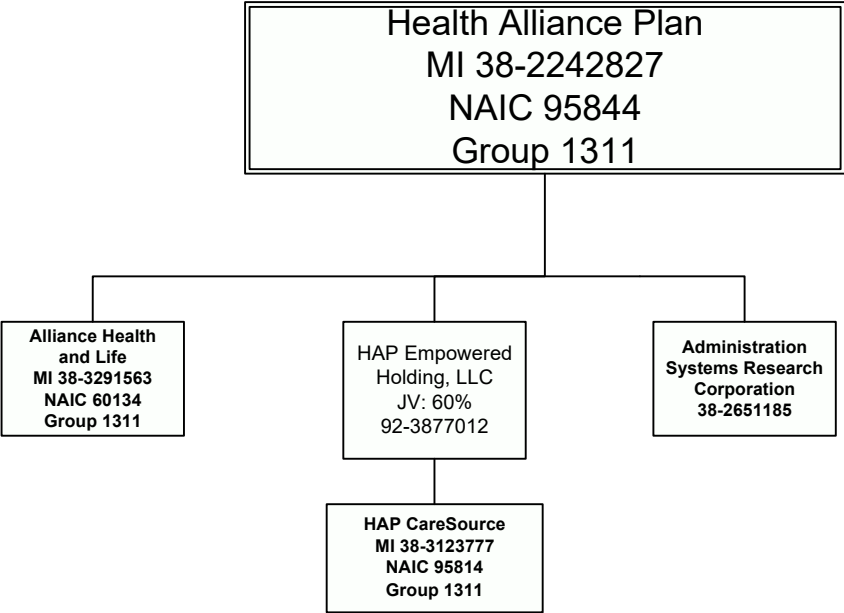 Health Alliance Plan
MI 38-2242827
NAIC 95844
Group 1311
Alliance Health
and Life
MI 38-3291563
NAIC 60134
Group 1311
HAP Empowered
Holding, LLC
JV: 60%
92-3877012
Administration
Systems Research
Corporation
38-2651185
HAP CareSource
MI 38-3123777
NAIC 95814
Group 1311